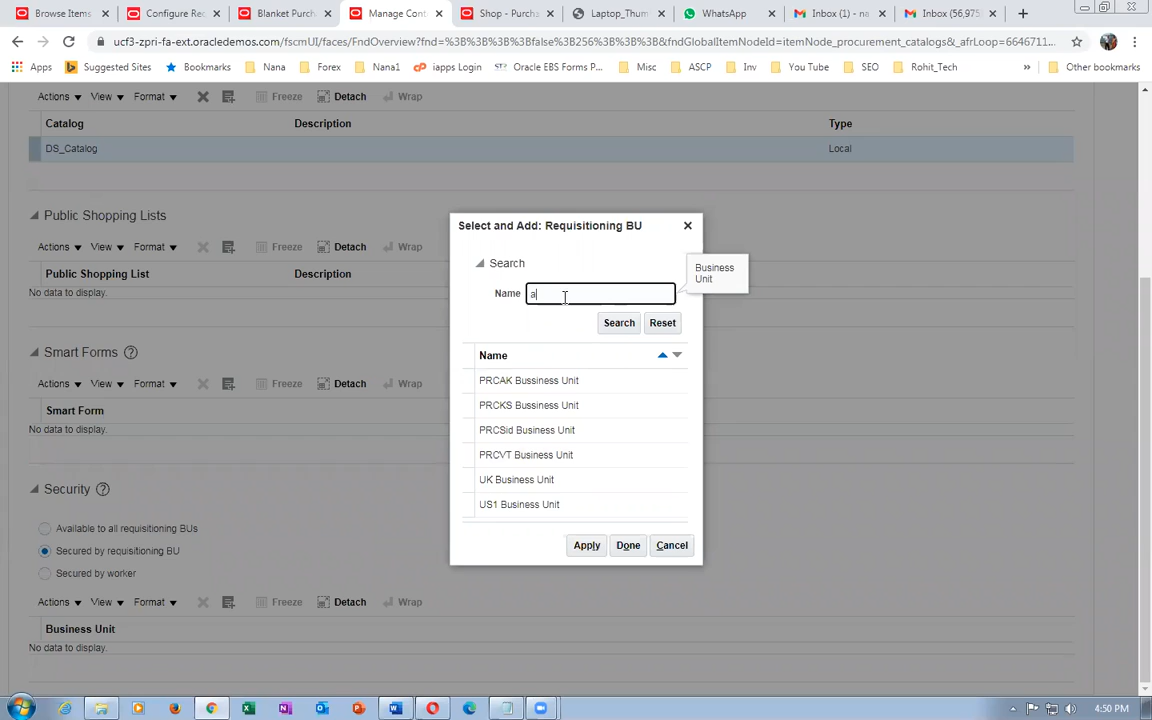 Browse Items
Configure Rec
Blanket Purch
Manage Cont
Shop - Purcha
Laptop_Thum
WhatsApp
Inbox (1) - na
Inbox (56,975
ucf3-zpri-fa-ext.oracledemos.com/fscmUI/faces/FndOverview?fnd=%3B%3B%3B%3Bfalse%3B256%3B%3B%3B&fndGlobalItemNodeId=itemNode_procurement_catalogs&_afrLoop=6646711...
Apps Suggested Sites Bookmarks Nana Forex Nana1 iapps Login Oracle EBS Forms P... Misc ASCP Inv You Tube SEO Rohit_Tech » Other bookmarks
Actions View Format Freeze Detach Wrap
Catalog Description Type
DS_Catalog Local
Public Shopping Lists
Actions View Format Freeze Detach Wrap
Public Shopping List Description
No data to display.
Smart Forms
Actions View Format Freeze Detach Wrap
Smart Form
No data to display.
Security
Available to all requisitioning BUs
Secured by requisitioning BU
Secured by worker
Actions View Format Freeze Detach Wrap
Business Unit
No data to display.
Select and Add: Requisitioning BU
Search
Name a
Business
Unit
Search Reset
Name
PRCAK Bussiness Unit
PRCKS Bussiness Unit
PRCSid Business Unit
PRCVT Business Unit
UK Business Unit
US1 Business Unit
Apply Done Cancel
4:50 PM